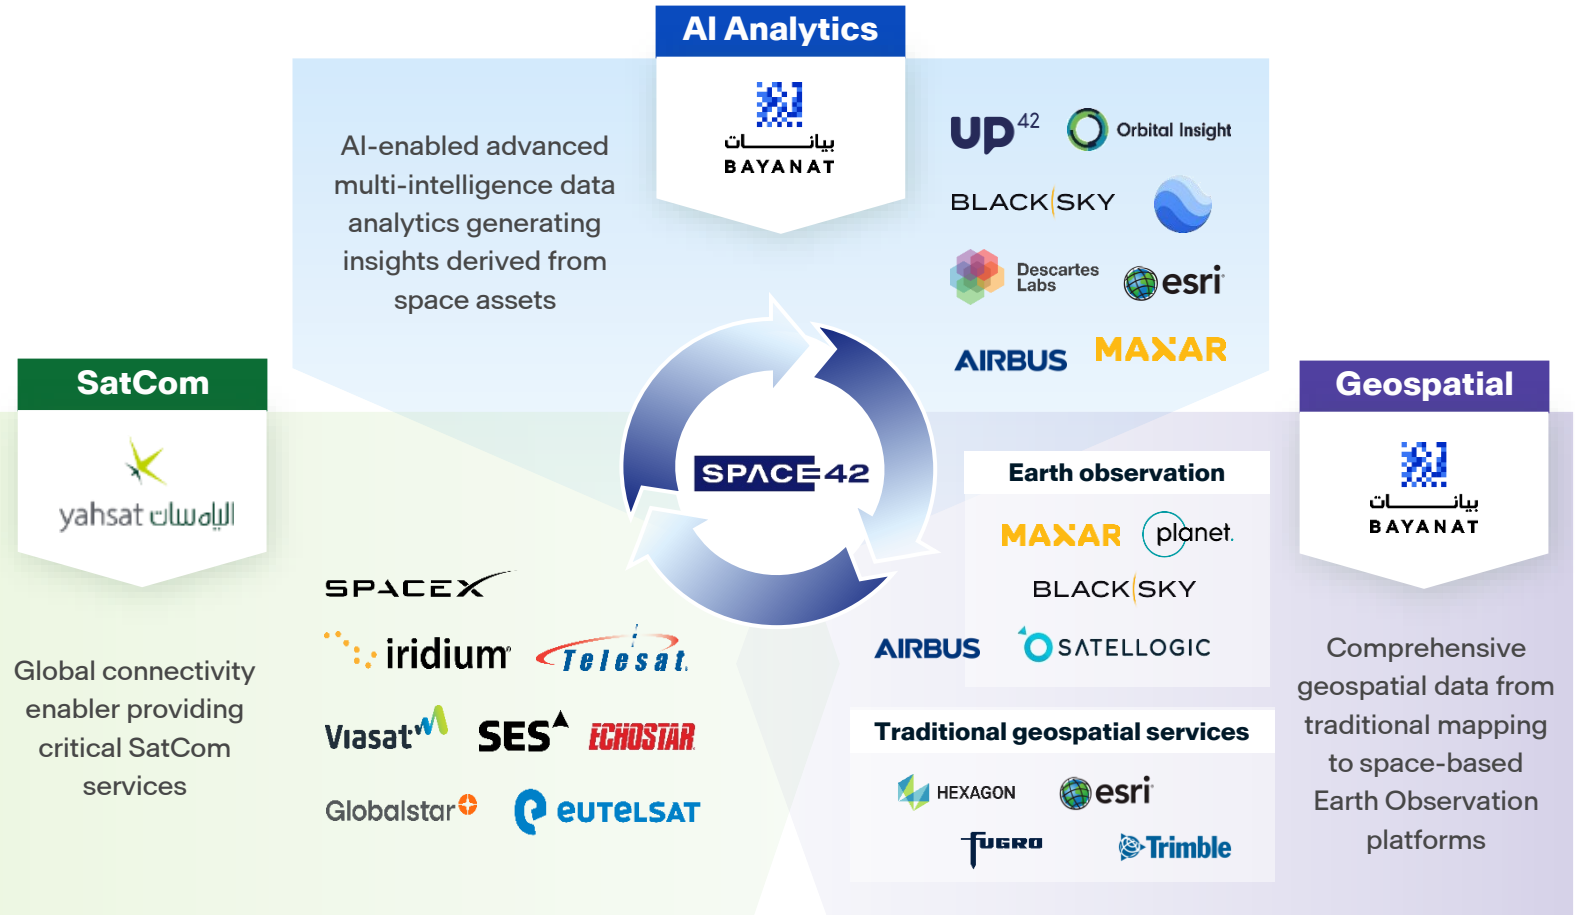 AI Analytics
بيانات
BAYANAT
AI-enabled advanced
multi-intelligence data
analytics generating
insights derived from
space assets
UP42
Orbital Insight
BLACKSKY
Descartes
Labs
esri
AIRBUS
MAXAR
SatCom
yahsat الياه سات
Global connectivity
enabler providing
critical SatCom
services
SPACEX
iridium
Telesat.
Viasat
SES
ECHOSTAR
Globalstar
eUTeLSAT
SPACE42
Geospatial
بيانات
BAYANAT
Comprehensive
geospatial data from
traditional mapping
to space-based
Earth Observation
platforms
Earth observation
MAXAR
planet.
BLACKSKY
AIRBUS
SATELLOGIC
Traditional geospatial services
HEXAGON
esri
FUGRO
Trimble